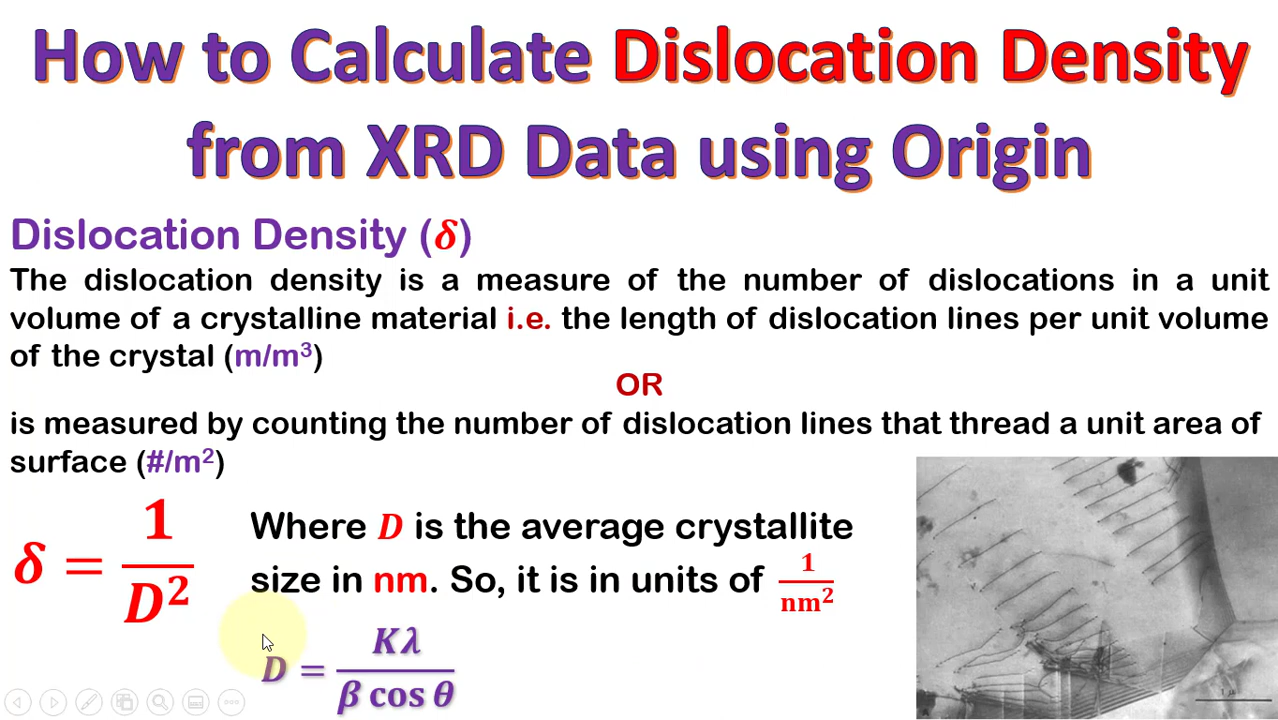 How to Calculate Dislocation Density
from XRD Data using Origin
Dislocation Density (δ)
The dislocation density is a measure of the number of dislocations in a unit
volume of a crystalline material i.e. the length of dislocation lines per unit volume
of the crystal (m/m³)
OR
is measured by counting the number of dislocation lines that thread a unit area of
surface (#/m²)
δ = 1/D²
Where D is the average crystallite
size in nm. So, it is in units of 1/nm²
D = Kλ/β cos θ